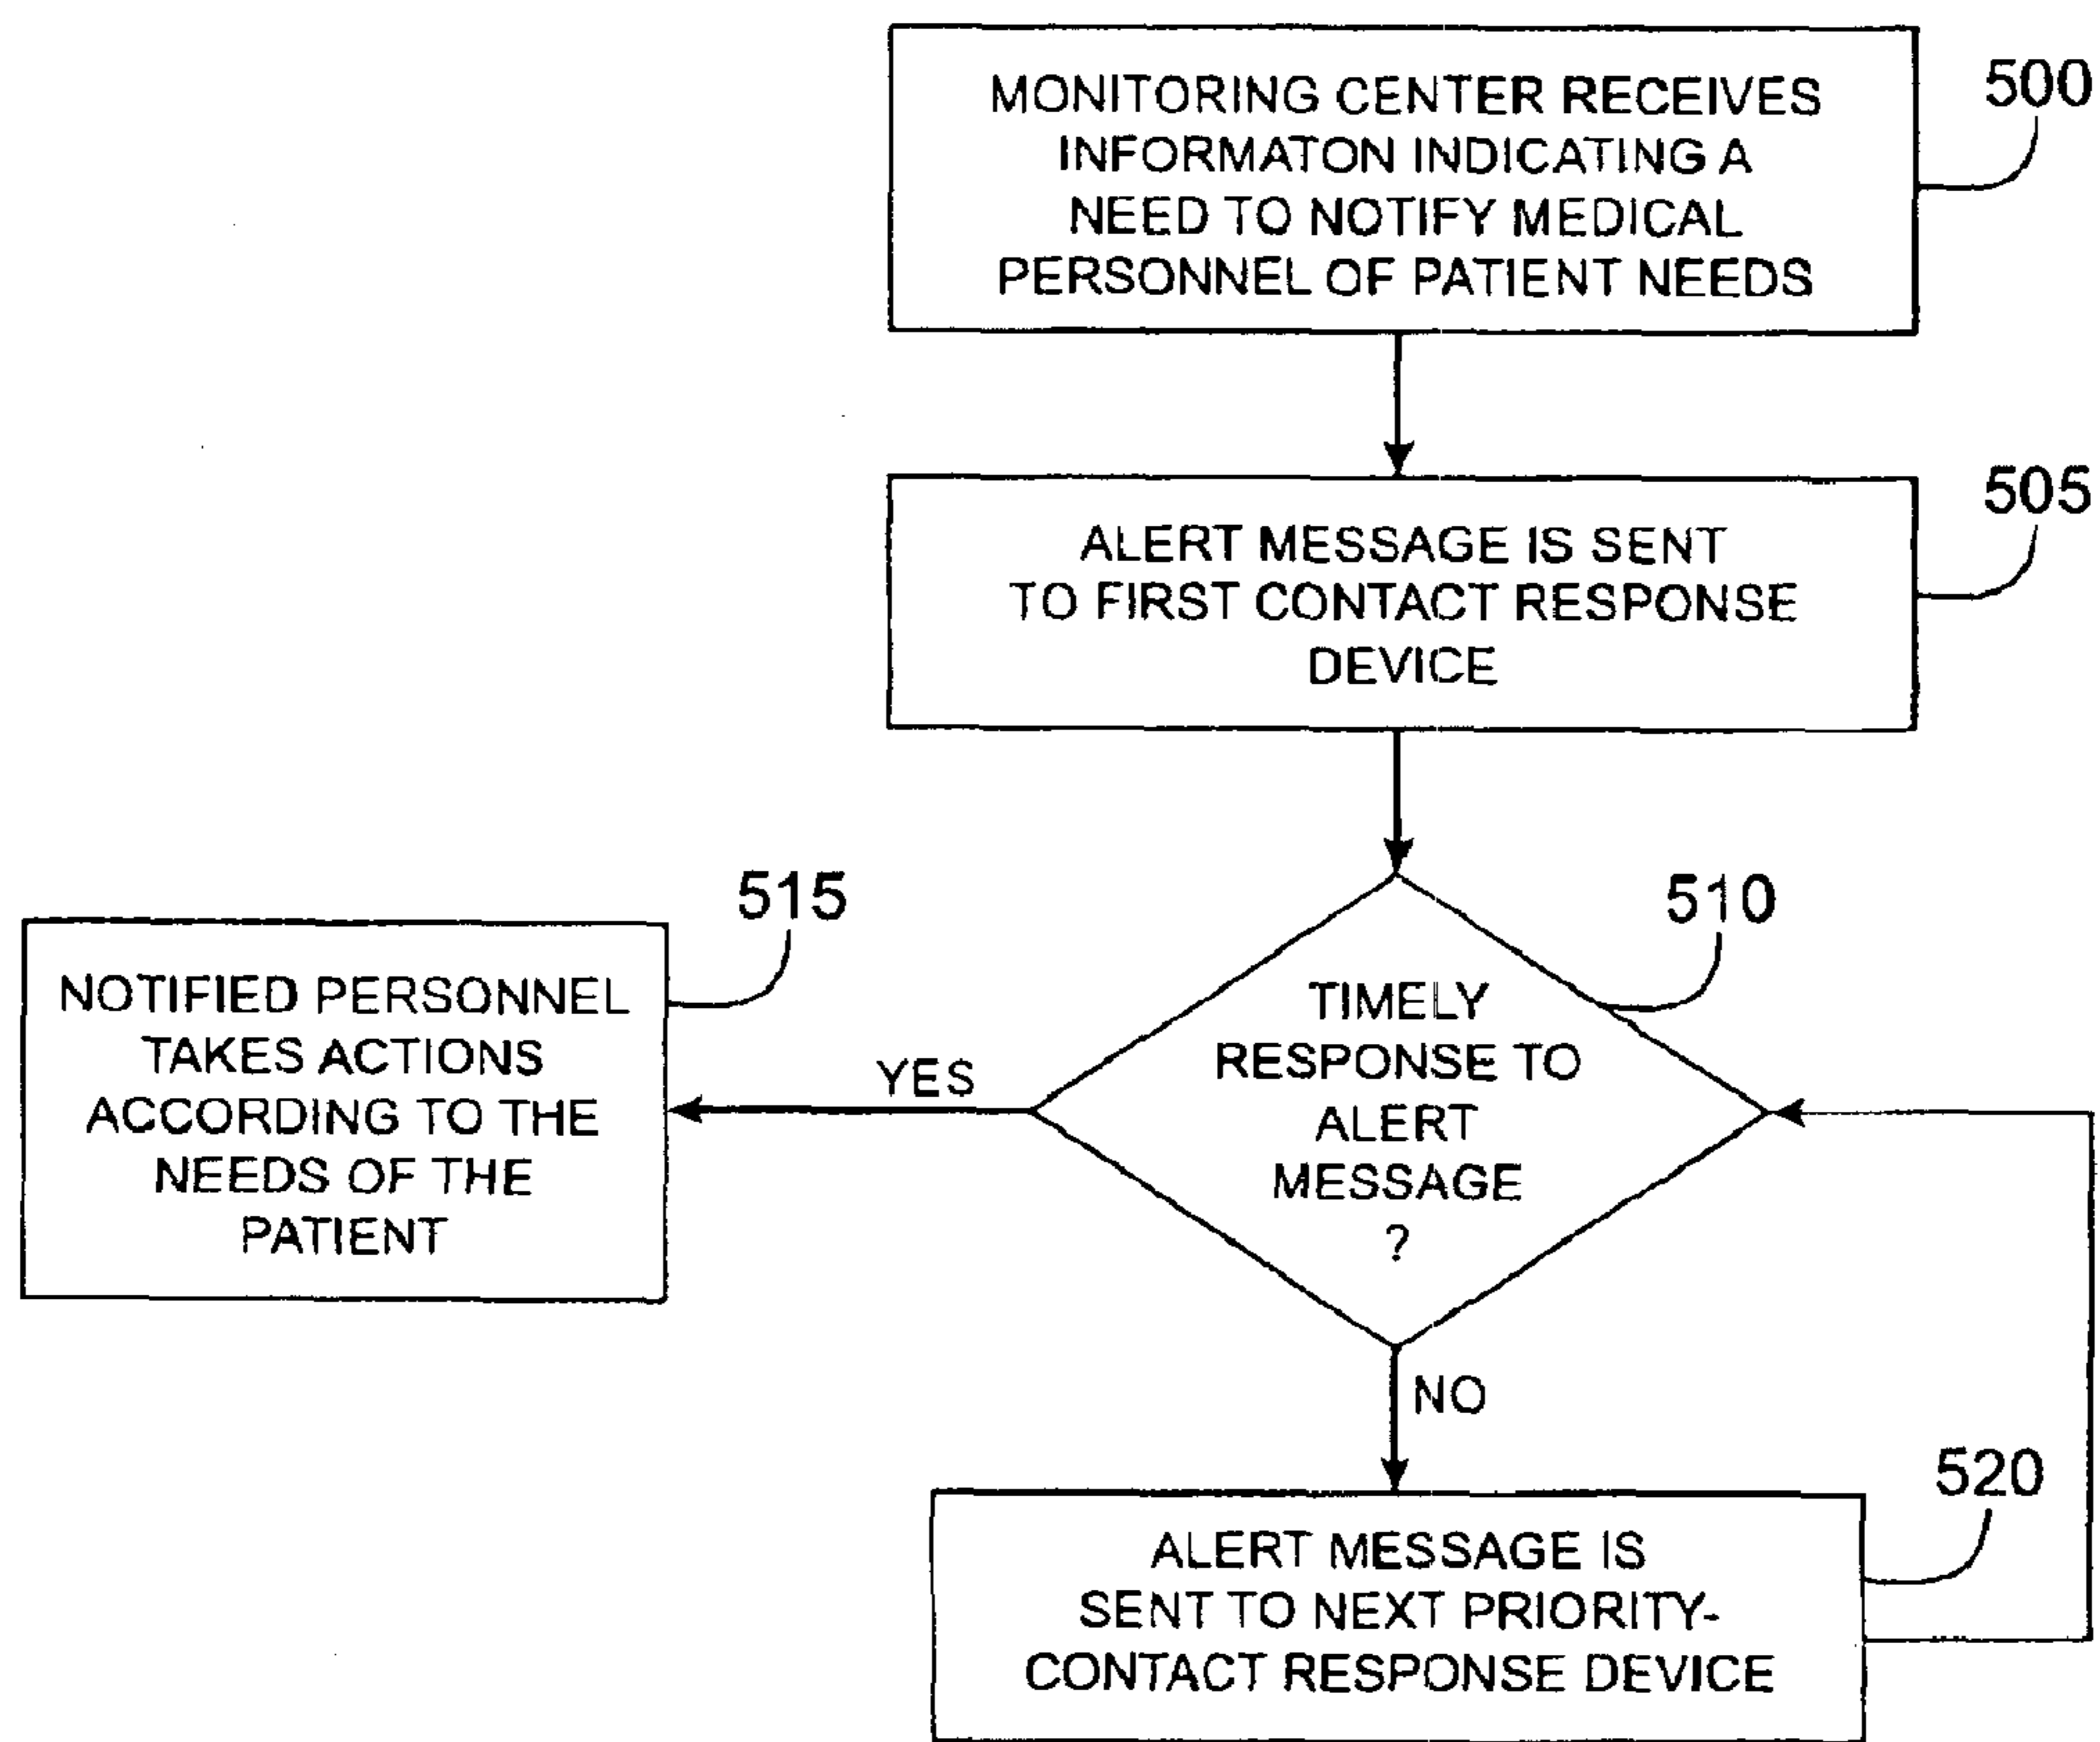 MONITORING CENTER RECEIVES
INFORMATON INDICATING A
NEED TO NOTIFY MEDICAL
PERSONNEL OF PATIENT NEEDS
500
ALERT MESSAGE IS SENT
TO FIRST CONTACT RESPONSE
DEVICE
505
TIMELY
RESPONSE TO
ALERT
MESSAGE
?
510
YES
NOTIFIED PERSONNEL
TAKES ACTIONS
ACCORDING TO THE
NEEDS OF THE
PATIENT
515
NO
ALERT MESSAGE IS
SENT TO NEXT PRIORITY-
CONTACT RESPONSE DEVICE
520